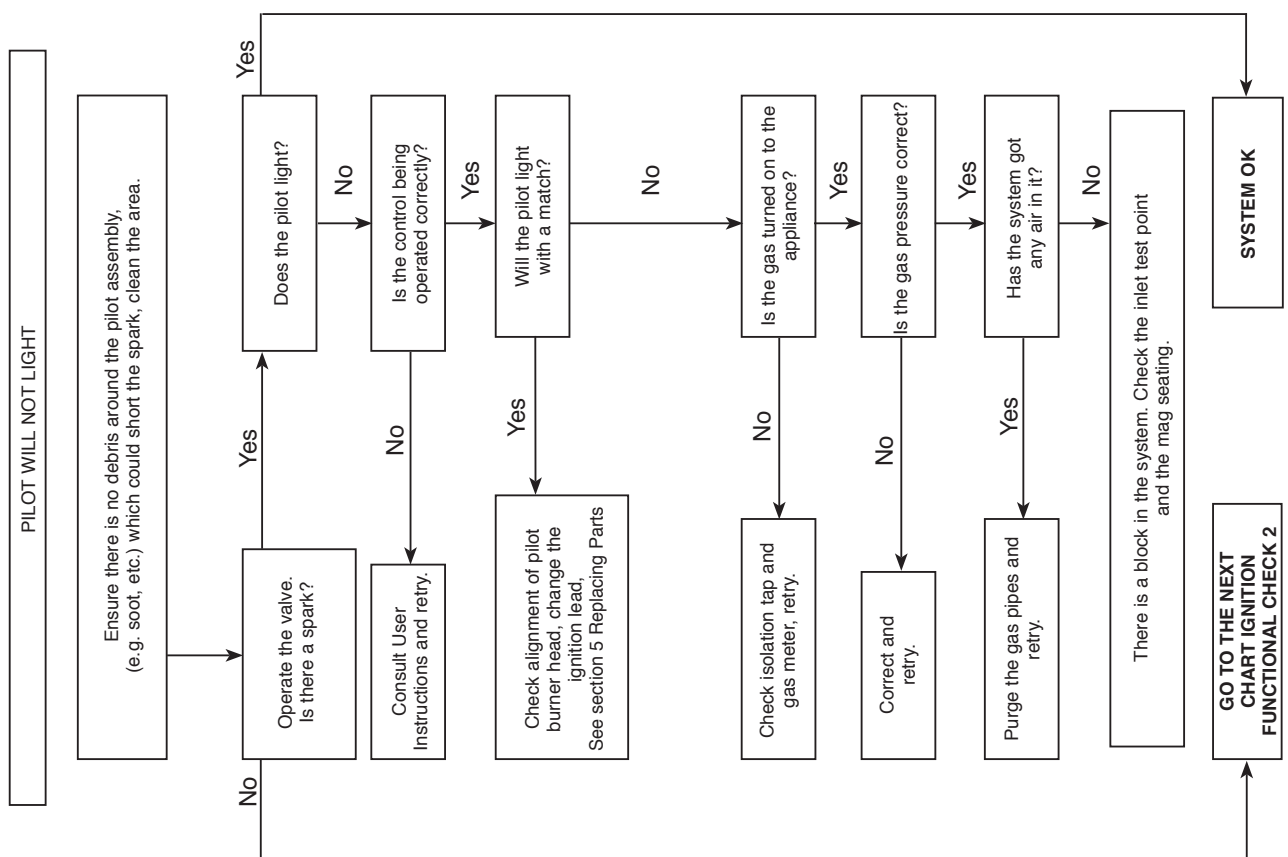 PILOT WILL NOT LIGHT
Ensure there is no debris around the pilot assembly,
(e.g. soot, etc.) which could short the spark, clean the area.
Operate the valve.
Is there a spark?
Yes
No
Does the pilot light?
Yes
No
Is the control being
operated correctly?
No
Yes
Consult User
Instructions and retry.
Will the pilot light
with a match?
Yes
No
Check alignment of pilot
burner head, change the
ignition lead,
See section 5 Replacing Parts
Is the gas turned on to the
appliance?
No
Yes
Check isolation tap and
gas meter, retry.
Is the gas pressure correct?
No
Yes
Correct and
retry.
Has the system got
any air in it?
Yes
No
Purge the gas pipes and
retry.
There is a block in the system. Check the inlet test point
and the mag seating.
GO TO THE NEXT
CHART IGNITION
FUNCTIONAL CHECK 2
SYSTEM OK